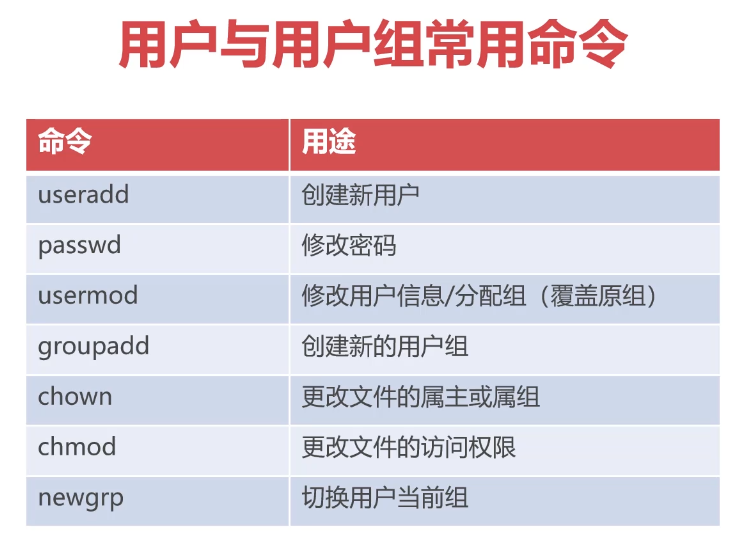 用户与用户组常用命令
命令 用途
useradd 创建新用户
passwd 修改密码
usermod 修改用户信息/分配组（覆盖原组）
groupadd 创建新的用户组
chown 更改文件的属主或属组
chmod 更改文件的访问权限
newgrp 切换用户当前组